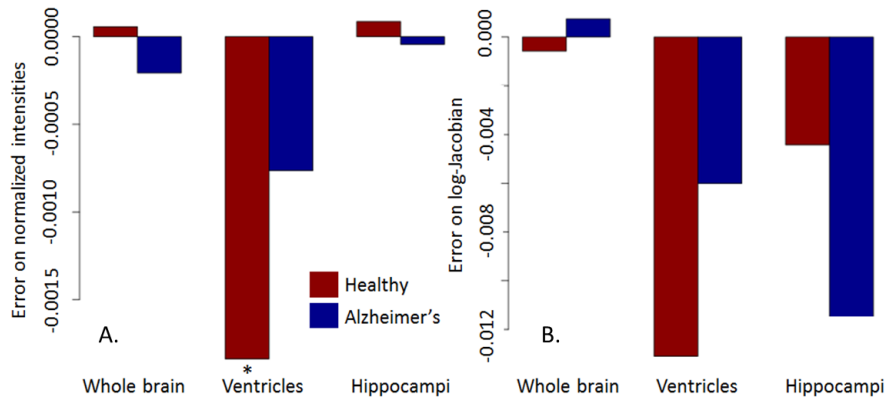 Error on normalized intensities
0.0000
-0.0005
-0.0010
-0.0015
A.
*
Healthy
Alzheimer's
Whole brain
Ventricles
Hippocampi
Error on log-Jacobian
0.000
-0.004
-0.008
-0.012
B.
Whole brain
Ventricles
Hippocampi